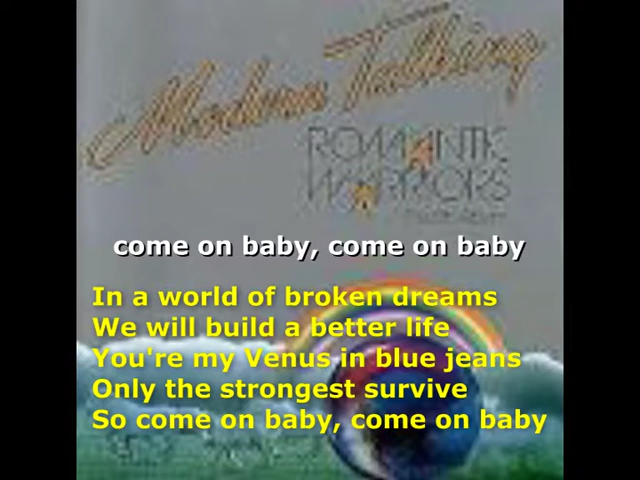 Modern Talking
ROMANTIC
WARRIORS
come on baby, come on baby
In a world of broken dreams
We will build a better life
You're my Venus in blue jeans
Only the strongest survive
So come on baby, come on baby